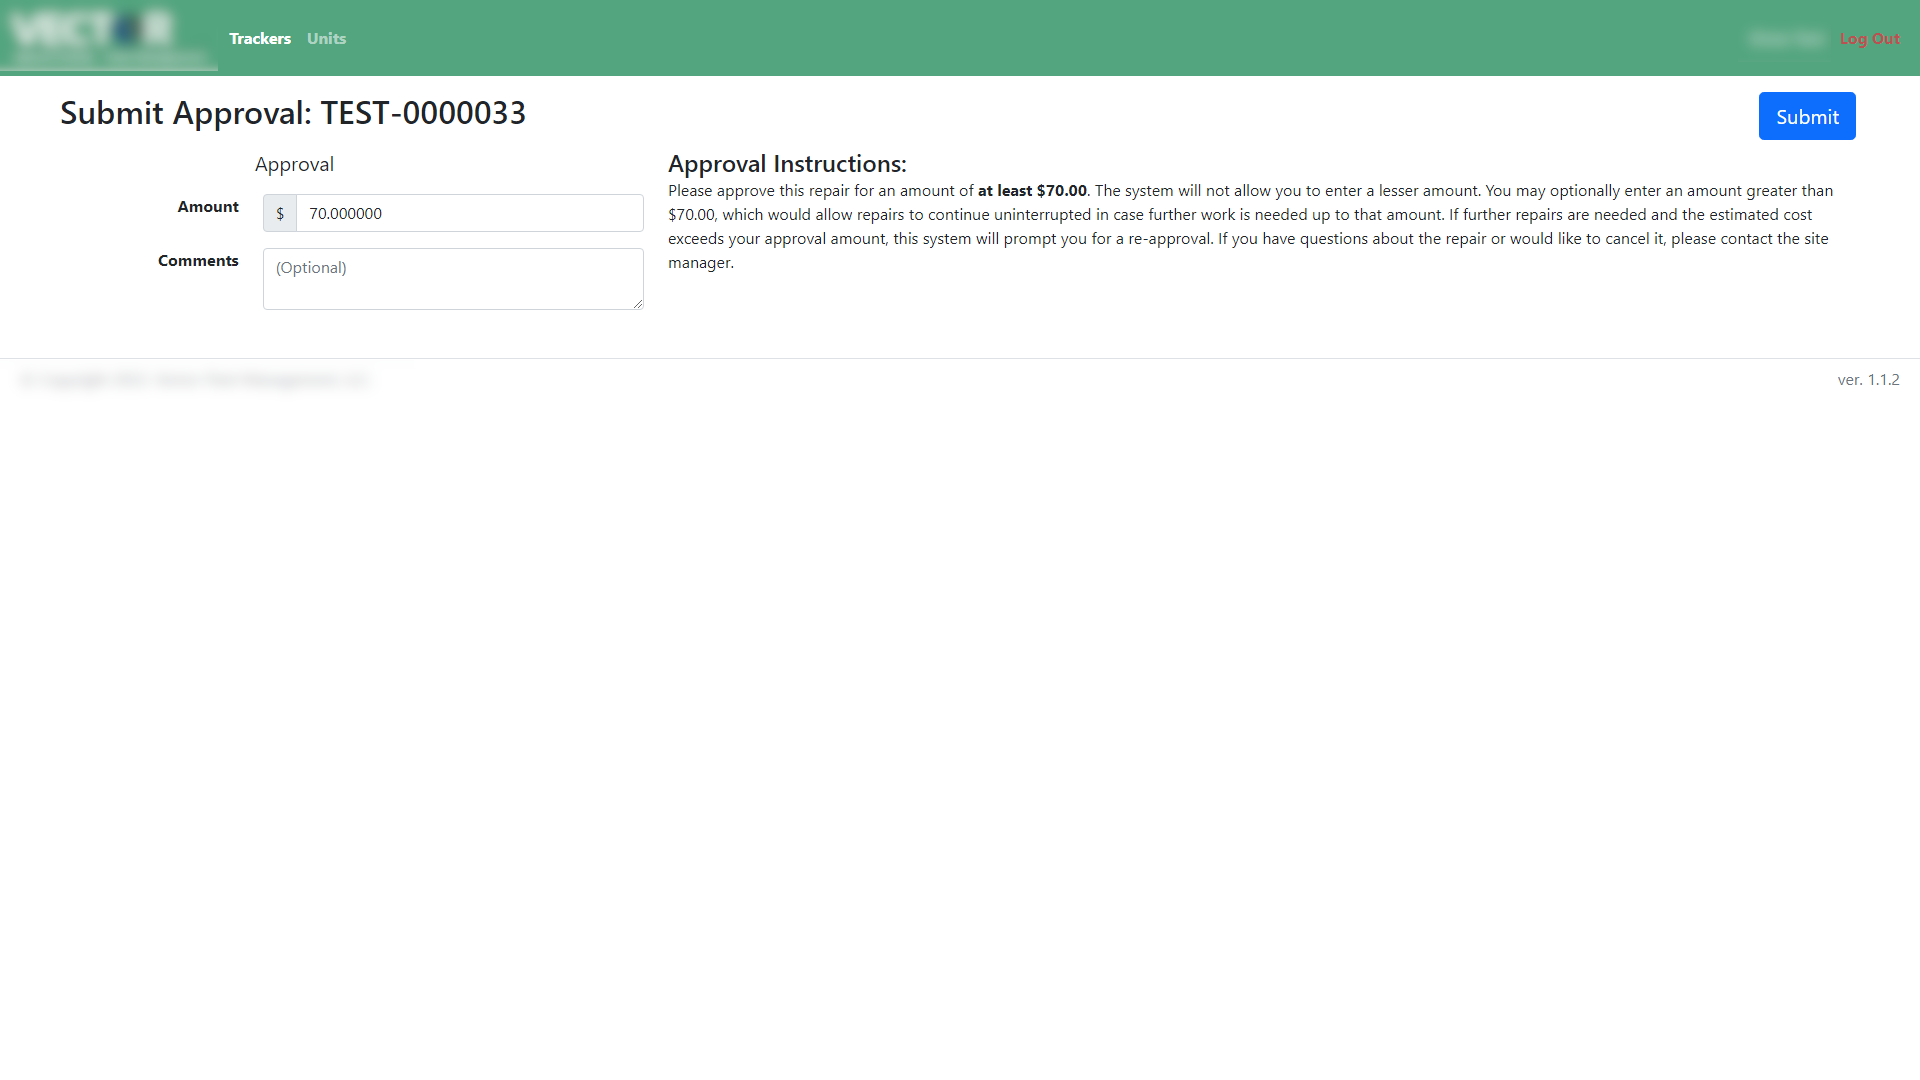 VECTOR
Trackers Units
Log Out
Submit Approval: TEST-0000033
Submit
Approval
Amount
$ 70.000000
Comments
(Optional)
Approval Instructions:
Please approve this repair for an amount of at least $70.00. The system will not allow you to enter a lesser amount. You may optionally enter an amount greater than
$70.00, which would allow repairs to continue uninterrupted in case further work is needed up to that amount. If further repairs are needed and the estimated cost
exceeds your approval amount, this system will prompt you for a re-approval. If you have questions about the repair or would like to cancel it, please contact the site
manager.
ver. 1.1.2